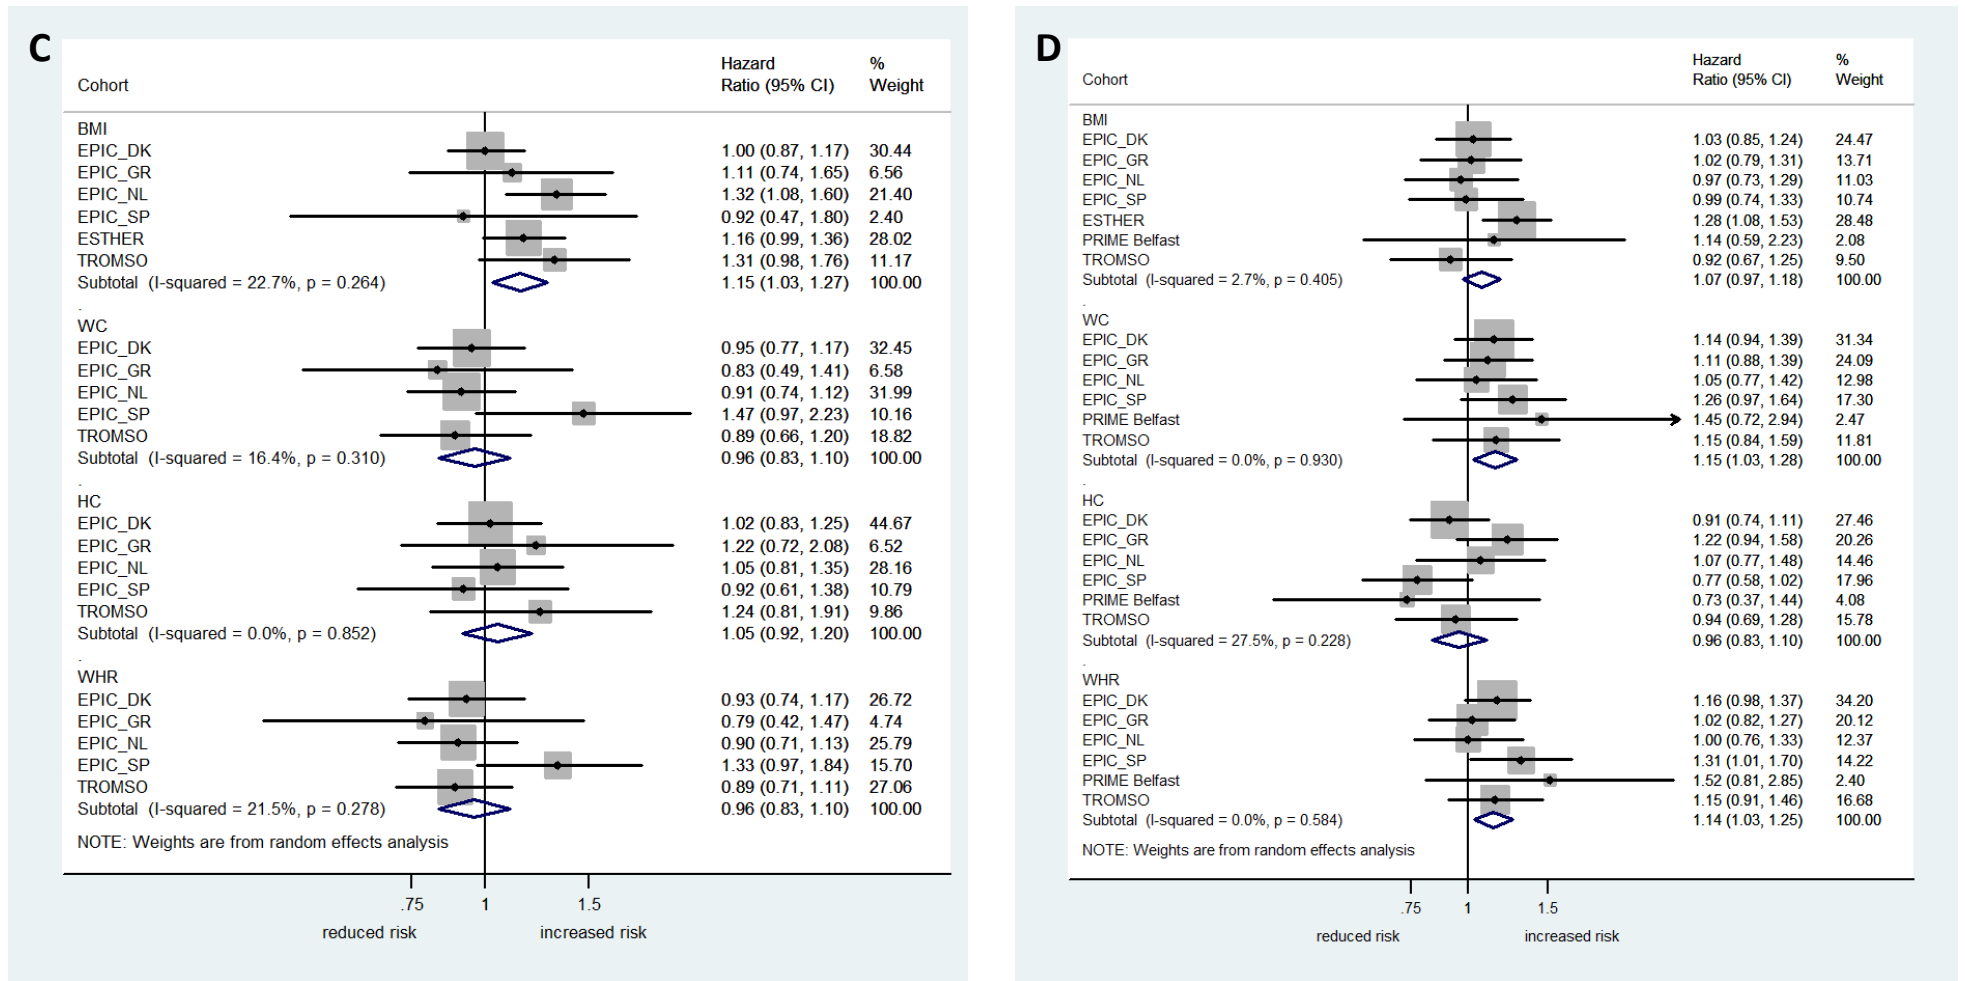 C
Cohort Hazard Ratio (95% CI) % Weight
BMI
EPIC_DK 1.00 (0.87, 1.17) 30.44
EPIC_GR 1.11 (0.74, 1.65) 6.56
EPIC_NL 1.32 (1.08, 1.60) 21.40
EPIC_SP 0.92 (0.47, 1.80) 2.40
ESTHER 1.16 (0.99, 1.36) 28.02
TROMSO 1.31 (0.98, 1.76) 11.17
Subtotal (I-squared = 22.7%, p = 0.264) 1.15 (1.03, 1.27) 100.00
.
WC
EPIC_DK 0.95 (0.77, 1.17) 32.45
EPIC_GR 0.83 (0.49, 1.41) 6.58
EPIC_NL 0.91 (0.74, 1.12) 31.99
EPIC_SP 1.47 (0.97, 2.23) 10.16
TROMSO 0.89 (0.66, 1.20) 18.82
Subtotal (I-squared = 16.4%, p = 0.310) 0.96 (0.83, 1.10) 100.00
.
HC
EPIC_DK 1.02 (0.83, 1.25) 44.67
EPIC_GR 1.22 (0.72, 2.08) 6.52
EPIC_NL 1.05 (0.81, 1.35) 28.16
EPIC_SP 0.92 (0.61, 1.38) 10.79
TROMSO 1.24 (0.81, 1.91) 9.86
Subtotal (I-squared = 0.0%, p = 0.852) 1.05 (0.92, 1.20) 100.00
.
WHR
EPIC_DK 0.93 (0.74, 1.17) 26.72
EPIC_GR 0.79 (0.42, 1.47) 4.74
EPIC_NL 0.90 (0.71, 1.13) 25.79
EPIC_SP 1.33 (0.97, 1.84) 15.70
TROMSO 0.89 (0.71, 1.11) 27.06
Subtotal (I-squared = 21.5%, p = 0.278) 0.96 (0.83, 1.10) 100.00
NOTE: Weights are from random effects analysis
.75 1 1.5
reduced risk increased risk
D
Cohort Hazard Ratio (95% CI) % Weight
BMI
EPIC_DK 1.03 (0.85, 1.24) 24.47
EPIC_GR 1.02 (0.79, 1.31) 13.71
EPIC_NL 0.97 (0.73, 1.29) 11.03
EPIC_SP 0.99 (0.74, 1.33) 10.74
ESTHER 1.28 (1.08, 1.53) 28.48
PRIME Belfast 1.14 (0.59, 2.23) 2.08
TROMSO 0.92 (0.67, 1.25) 9.50
Subtotal (I-squared = 2.7%, p = 0.405) 1.07 (0.97, 1.18) 100.00
.
WC
EPIC_DK 1.14 (0.94, 1.39) 31.34
EPIC_GR 1.11 (0.88, 1.39) 24.09
EPIC_NL 1.05 (0.77, 1.42) 12.98
EPIC_SP 1.26 (0.97, 1.64) 17.30
PRIME Belfast 1.45 (0.72, 2.94) 2.47
TROMSO 1.15 (0.84, 1.59) 11.81
Subtotal (I-squared = 0.0%, p = 0.930) 1.15 (1.03, 1.28) 100.00
.
HC
EPIC_DK 0.91 (0.74, 1.11) 27.46
EPIC_GR 1.22 (0.94, 1.58) 20.26
EPIC_NL 1.07 (0.77, 1.48) 14.46
EPIC_SP 0.77 (0.58, 1.02) 17.96
PRIME Belfast 0.73 (0.37, 1.44) 4.08
TROMSO 0.94 (0.69, 1.28) 15.78
Subtotal (I-squared = 27.5%, p = 0.228) 0.96 (0.83, 1.10) 100.00
.
WHR
EPIC_DK 1.16 (0.98, 1.37) 34.20
EPIC_GR 1.02 (0.82, 1.27) 20.12
EPIC_NL 1.00 (0.76, 1.33) 12.37
EPIC_SP 1.31 (1.01, 1.70) 14.22
PRIME Belfast 1.52 (0.81, 2.85) 2.40
TROMSO 1.15 (0.91, 1.46) 16.68
Subtotal (I-squared = 0.0%, p = 0.584) 1.14 (1.03, 1.25) 100.00
NOTE: Weights are from random effects analysis
.75 1 1.5
reduced risk increased risk